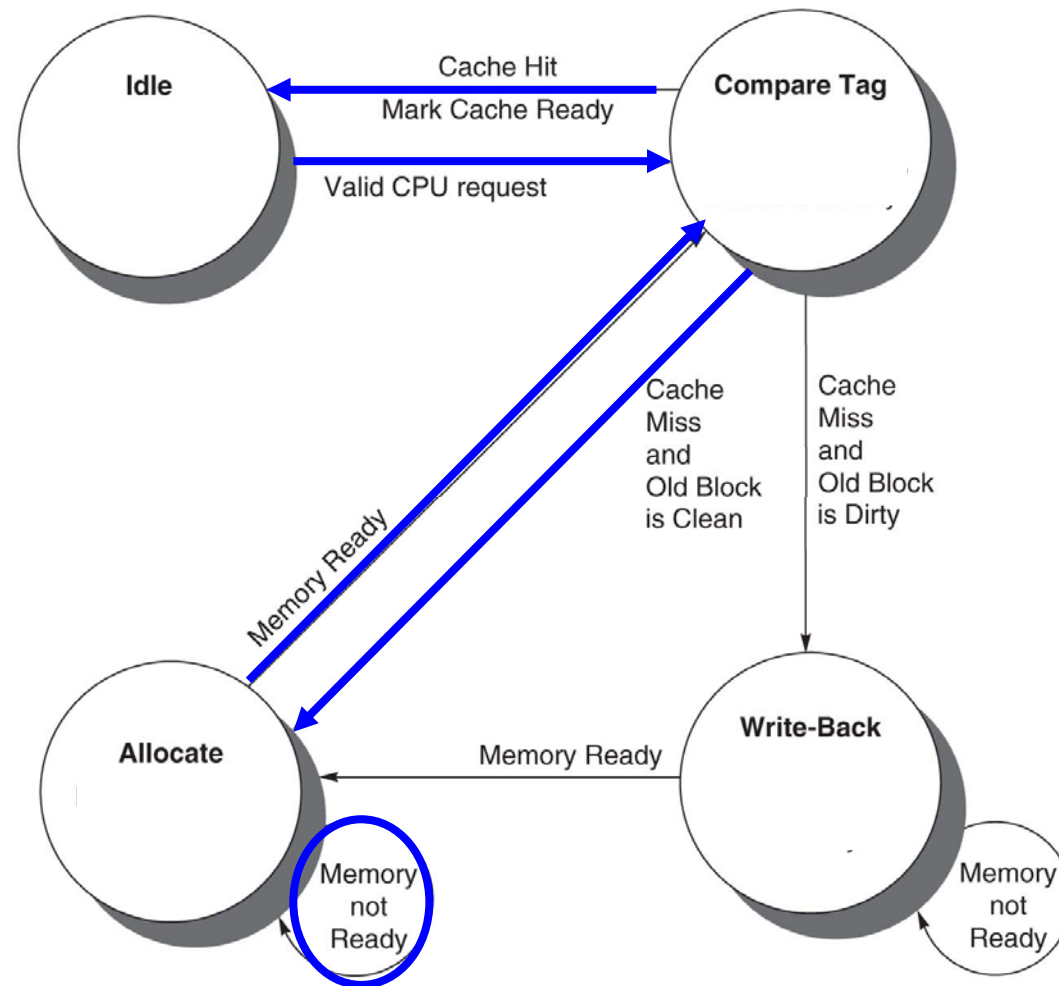 Idle
Cache Hit
Mark Cache Ready
Compare Tag
Valid CPU request
Cache
Miss
and
Old Block
is Clean
Cache
Miss
and
Old Block
is Dirty
Memory Ready
Allocate
Memory Ready
Write-Back
Memory
not
Ready
Memory
not
Ready